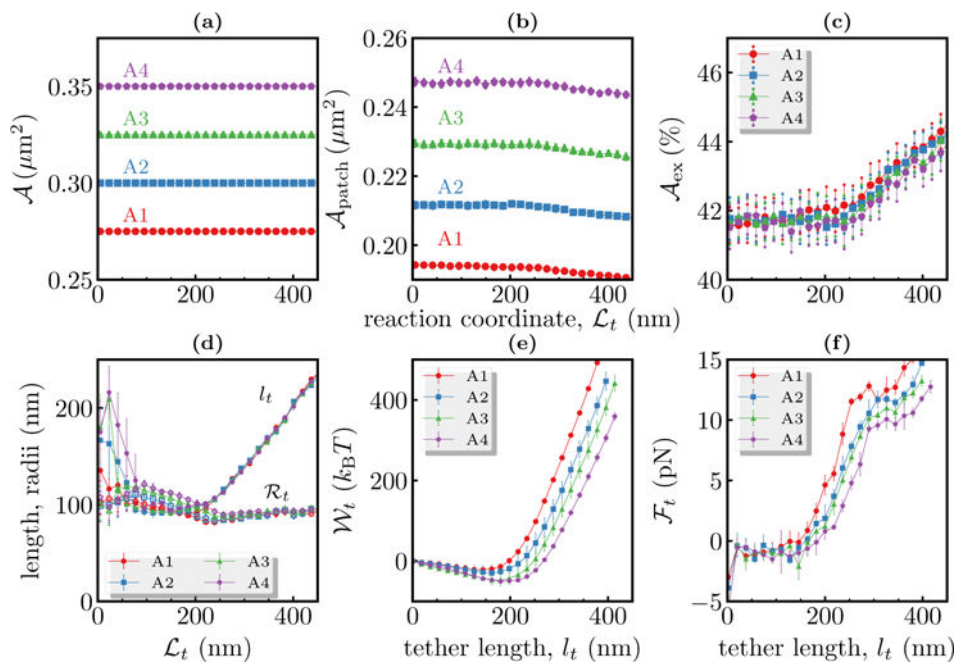 (a)
0.35
0.30
0.25
𝒜 (μm²)
A4
A3
A2
A1
0
200
400
(b)
0.26
0.24
0.22
0.20
𝒜patch (μm²)
A4
A3
A2
A1
0
200
400
reaction coordinate, ℒt (nm)
(c)
46
44
42
40
𝒜ex (%)
A1
A2
A3
A4
0
200
400
(d)
200
100
0
length, radii (nm)
lt
ℛt
A1
A2
A3
A4
0
200
400
ℒt (nm)
(e)
400
200
0
𝒲t (kBT)
A1
A2
A3
A4
0
200
400
tether length, lt (nm)
(f)
15
10
5
0
−5
ℱt (pN)
A1
A2
A3
A4
0
200
400
tether length, lt (nm)